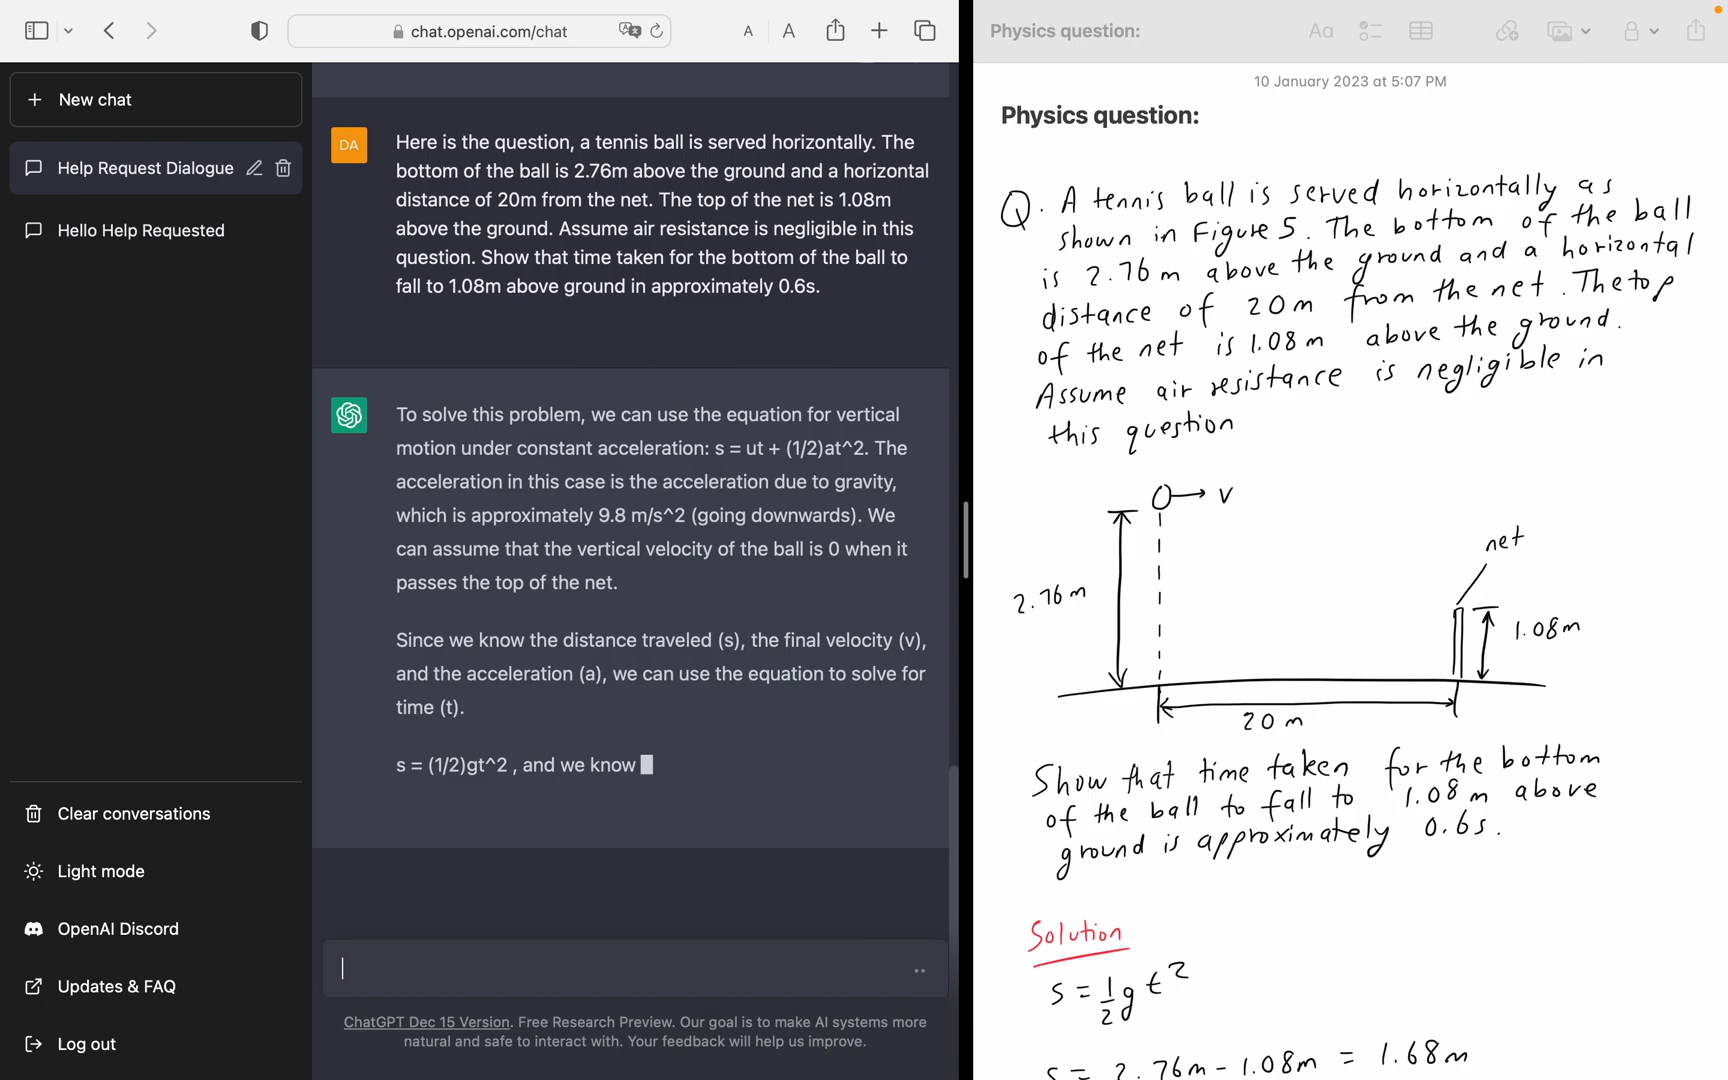 chat.openai.com/chat
A A
New chat
Help Request Dialogue
Hello Help Requested
Clear conversations
Light mode
OpenAI Discord
Updates & FAQ
Log out
DA
Here is the question, a tennis ball is served horizontally. The
bottom of the ball is 2.76m above the ground and a horizontal
distance of 20m from the net. The top of the net is 1.08m
above the ground. Assume air resistance is negligible in this
question. Show that time taken for the bottom of the ball to
fall to 1.08m above ground in approximately 0.6s.
To solve this problem, we can use the equation for vertical
motion under constant acceleration: s = ut + (1/2)at^2. The
acceleration in this case is the acceleration due to gravity,
which is approximately 9.8 m/s^2 (going downwards). We
can assume that the vertical velocity of the ball is 0 when it
passes the top of the net.
Since we know the distance traveled (s), the final velocity (v),
and the acceleration (a), we can use the equation to solve for
time (t).
s = (1/2)gt^2 , and we know
ChatGPT Dec 15 Version. Free Research Preview. Our goal is to make AI systems more
natural and safe to interact with. Your feedback will help us improve.
Physics question:
Aa
10 January 2023 at 5:07 PM
Physics question:
Q. A tennis ball is served horizontally as
shown in Figure 5. The bottom of the ball
is 2.76 m above the ground and a horizontal
distance of 20m from the net. The top
of the net is 1.08m above the ground.
Assume air resistance is negligible in
this question
v
net
2.76 m
1.08m
20 m
Show that time taken for the bottom
of the ball to fall to 1.08 m above
ground is approximately 0.6s.
Solution
s = 1/2 g t²
s = 2.76m - 1.08m = 1.68m